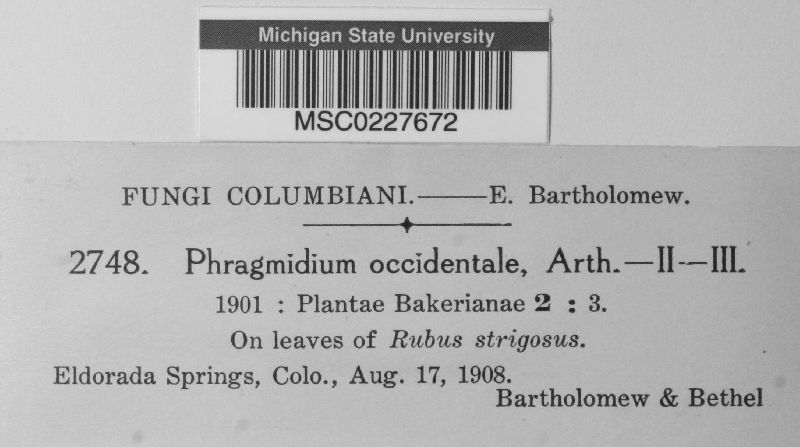 Michigan State University
MSC0227672
FUNGI COLUMBIANI.——E. Bartholomew.
2748. Phragmidium occidentale, Arth.—II—III.
1901 : Plantae Bakerianae 2 : 3.
On leaves of Rubus strigosus.
Eldorada Springs, Colo., Aug. 17, 1908.
Bartholomew & Bethel